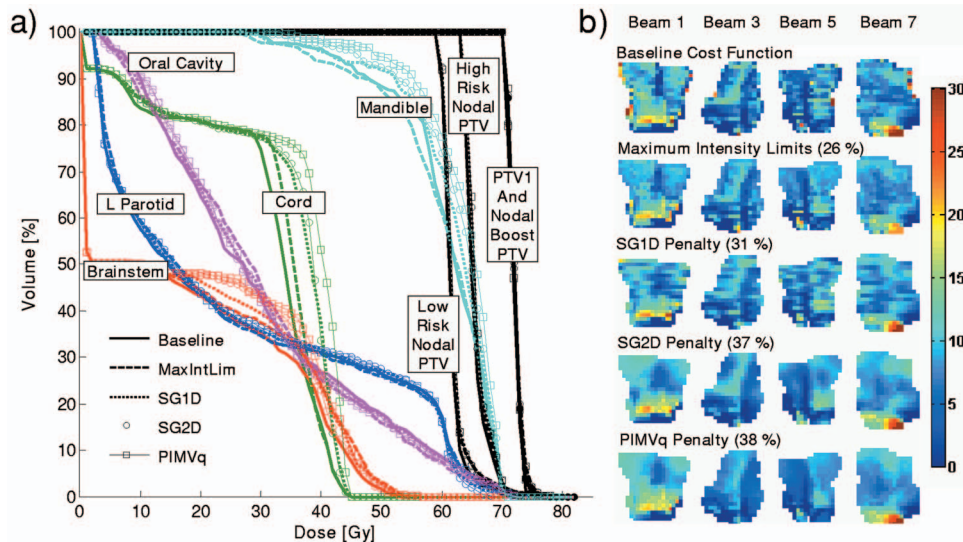 a)
100
90
80
70
60
50
40
30
20
10
0
Volume [%]
0 10 20 30 40 50 60 70 80
Dose [Gy]
Oral Cavity
L Parotid
Brainstem
Cord
Mandible
High
Risk
Nodal
PTV
PTV1
And
Nodal
Boost
PTV
Low
Risk
Nodal
PTV
Baseline
MaxIntLim
SG1D
SG2D
PIMVq
b)
Beam 1 Beam 3 Beam 5 Beam 7
Baseline Cost Function
Maximum Intensity Limits (26 %)
SG1D Penalty (31 %)
SG2D Penalty (37 %)
PIMVq Penalty (38 %)
30
25
20
15
10
5
0